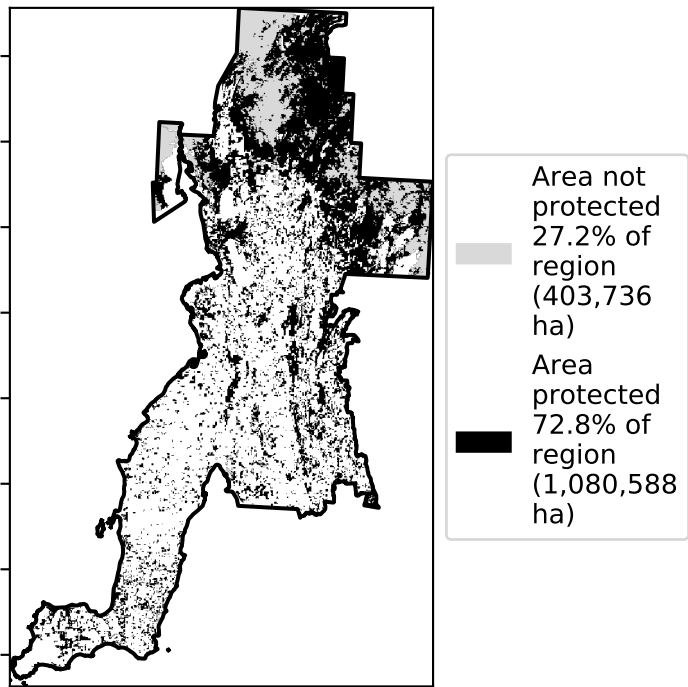 Area not
protected
27.2% of
region
(403,736
ha)
Area
protected
72.8% of
region
(1,080,588
ha)